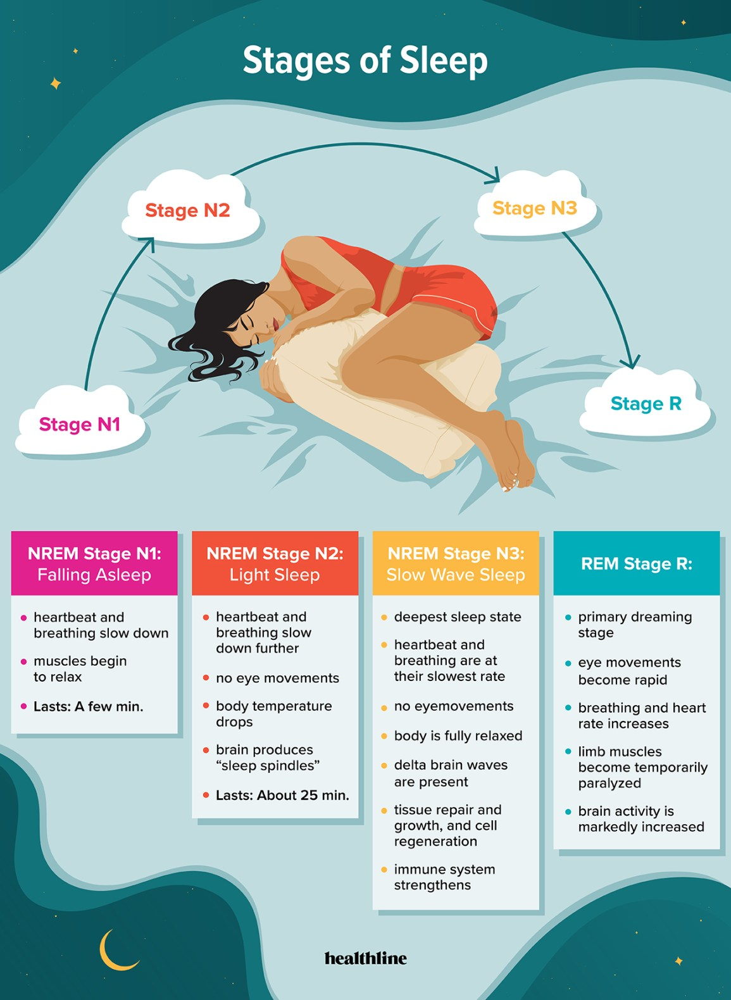 Stages of Sleep
Stage N2
Stage N3
Stage N1
Stage R
NREM Stage N1:
Falling Asleep
heartbeat and
breathing slow down
muscles begin
to relax
Lasts: A few min.
NREM Stage N2:
Light Sleep
heartbeat and
breathing slow
down further
no eye movements
body temperature
drops
brain produces
“sleep spindles”
Lasts: About 25 min.
NREM Stage N3:
Slow Wave Sleep
deepest sleep state
heartbeat and
breathing are at
their slowest rate
no eyemovements
body is fully relaxed
delta brain waves
are present
tissue repair and
growth, and cell
regeneration
immune system
strengthens
REM Stage R:
primary dreaming
stage
eye movements
become rapid
breathing and heart
rate increases
limb muscles
become temporarily
paralyzed
brain activity is
markedly increased
healthline